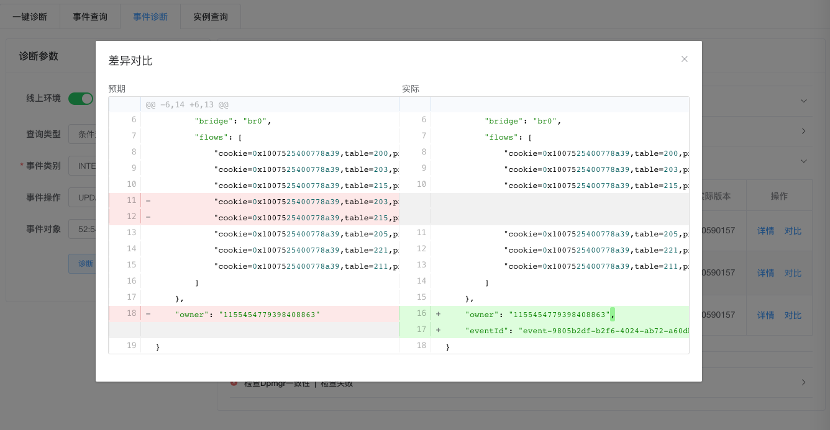 一键诊断 事件查询 事件诊断 实例查询
诊断参数
差异对比
预期 实际
线上环境
查询类型
* 事件类别 INTE
事件操作 UPD
事件对象 52:5
诊断
@@ -6,14 +6,13 @@
6 "bridge": "br0", 6 "bridge": "br0",
7 "flows": [ 7 "flows": [
8 "cookie=0x1007525400778a39,table=200,p 8 "cookie=0x1007525400778a39,table=200,p
9 "cookie=0x1007525400778a39,table=203,p 9 "cookie=0x1007525400778a39,table=203,p
10 "cookie=0x1007525400778a39,table=215,p 10 "cookie=0x1007525400778a39,table=215,p
11 - "cookie=0x1007525400778a39,table=203,p
12 - "cookie=0x1007525400778a39,table=215,p
13 "cookie=0x1007525400778a39,table=205,p 11 "cookie=0x1007525400778a39,table=205,p
14 "cookie=0x1007525400778a39,table=221,p 12 "cookie=0x1007525400778a39,table=221,p
15 "cookie=0x1007525400778a39,table=211,p 13 "cookie=0x1007525400778a39,table=211,p
16 ] 14 ]
17 }, 15 },
18 - "owner": "1155454779398408863" 16 + "owner": "1155454779398408863",
17 + "eventId": "event-9805b2df-b2f6-4024-ab72-a60d
19 } 18 }
实际版本 操作
0590157 详情 对比
详情 对比
0590157 详情 对比
检查Dpmgr一致性 | 检查失败